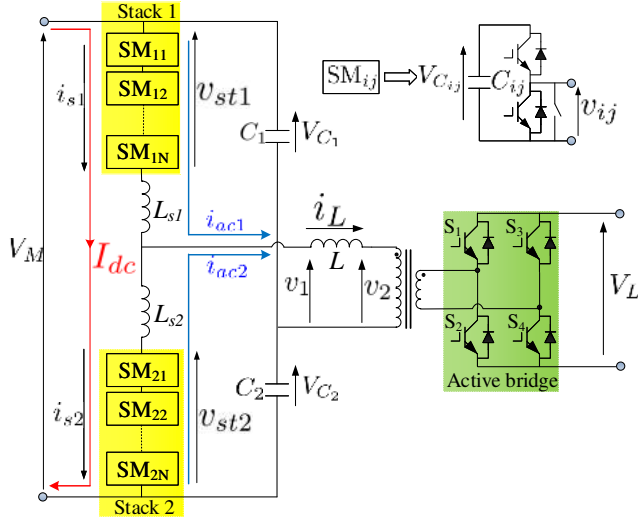 Stack 1
SM11
SM12
SM1N
is1
vst1
C1
VC1
SMij
VCij
Cij
vij
Ls1
iac1
iL
VM
Idc
iac2
L
v1
v2
S1
S3
VL
Ls2
S2
S4
Active bridge
SM21
SM22
SM2N
is2
vst2
C2
VC2
Stack 2